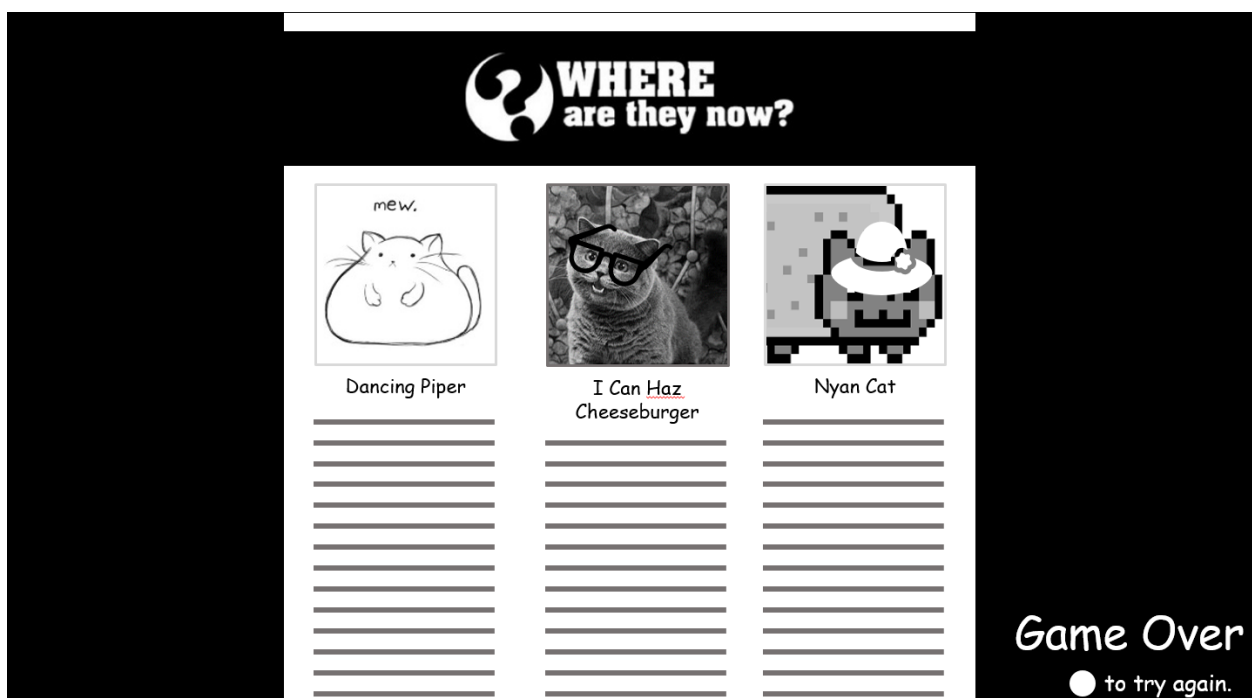 WHERE
are they now?
mew.
Dancing Piper
I Can Haz
Cheeseburger
Nyan Cat
Game Over
to try again.